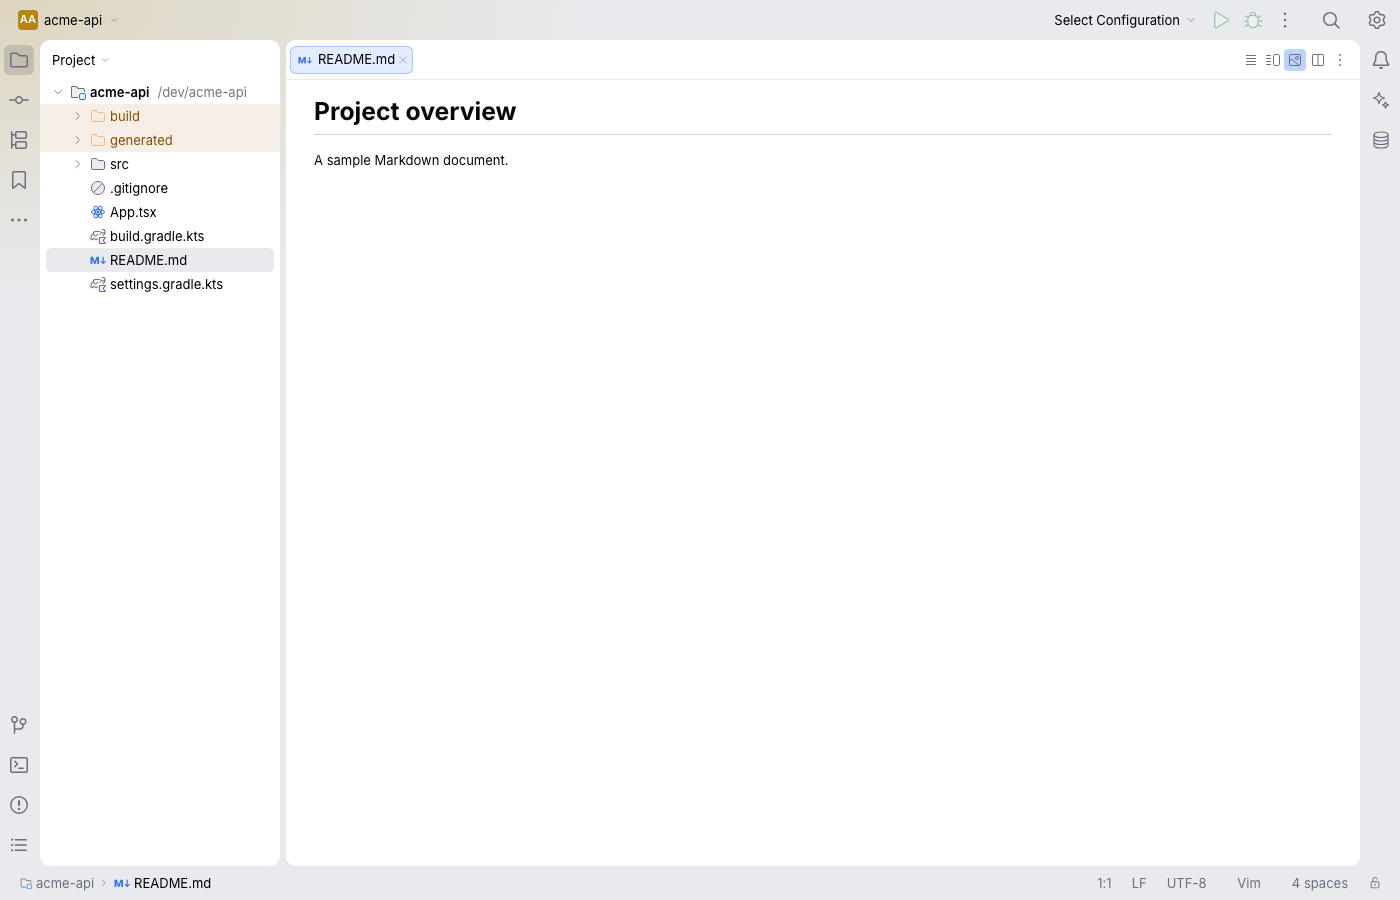 AA acme-api Select Configuration
Project
M↓ README.md
acme-api /dev/acme-api
build
generated
src
.gitignore
App.tsx
build.gradle.kts
M↓ README.md
settings.gradle.kts
Project overview
A sample Markdown document.
acme-api M↓ README.md 1:1 LF UTF-8 Vim 4 spaces